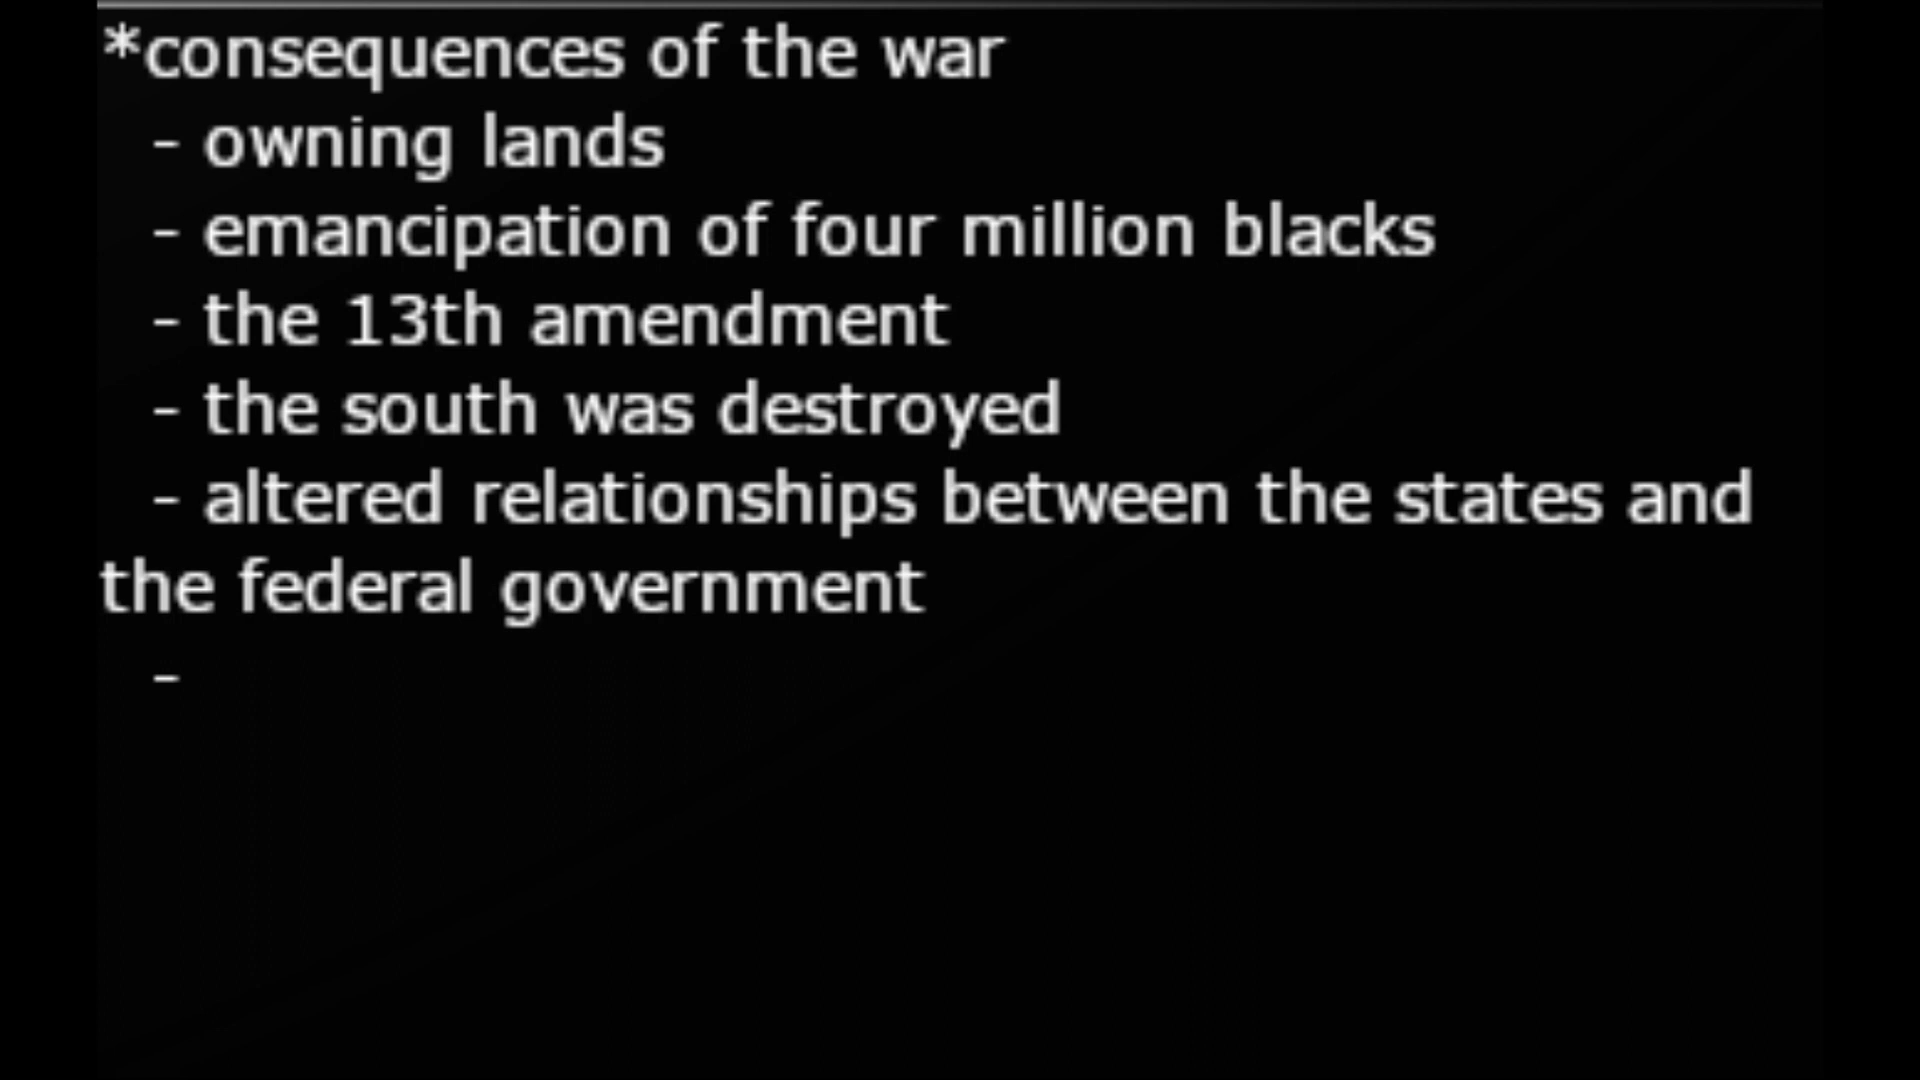 *consequences of the war
- owning lands
- emancipation of four million blacks
- the 13th amendment
- the south was destroyed
- altered relationships between the states and
the federal government
-